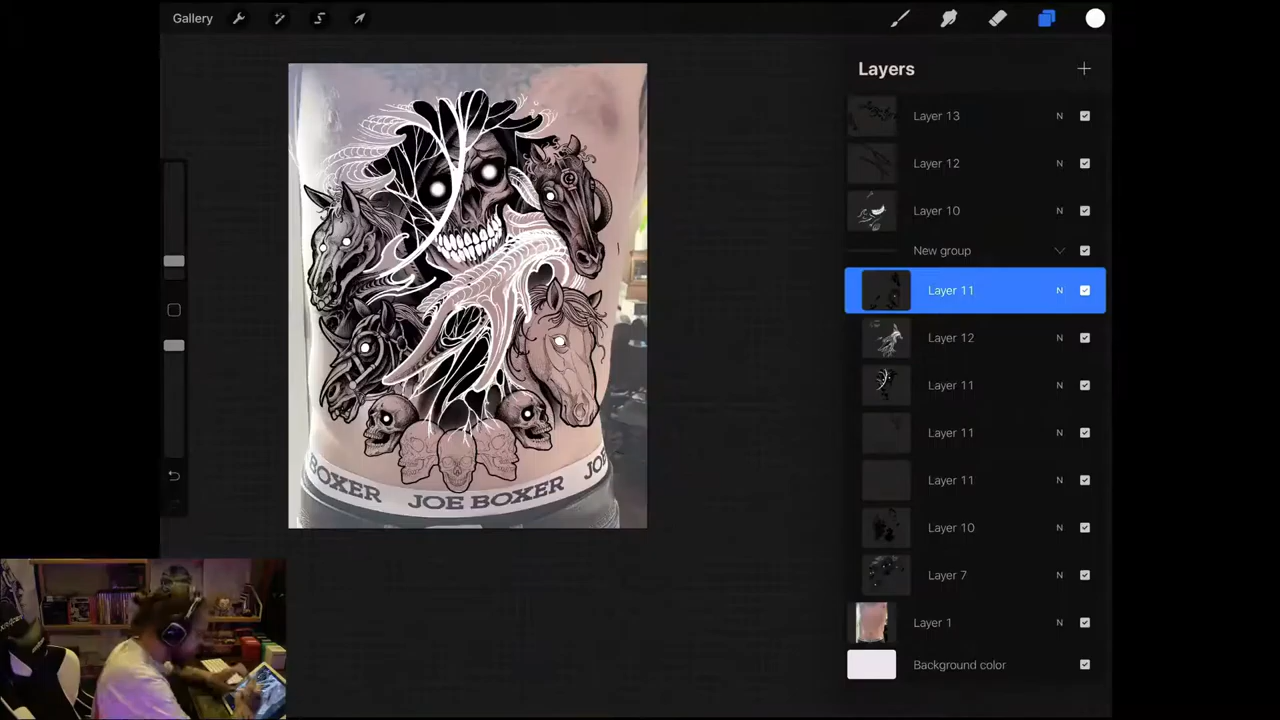 Gallery
Layers
Layer 13 N
Layer 12 N
Layer 10 N
New group
Layer 11 N
Layer 12 N
Layer 11 N
Layer 11 N
Layer 11 N
Layer 10 N
Layer 7 N
Layer 1 N
Background color
BOXER JOE BOXER JOE